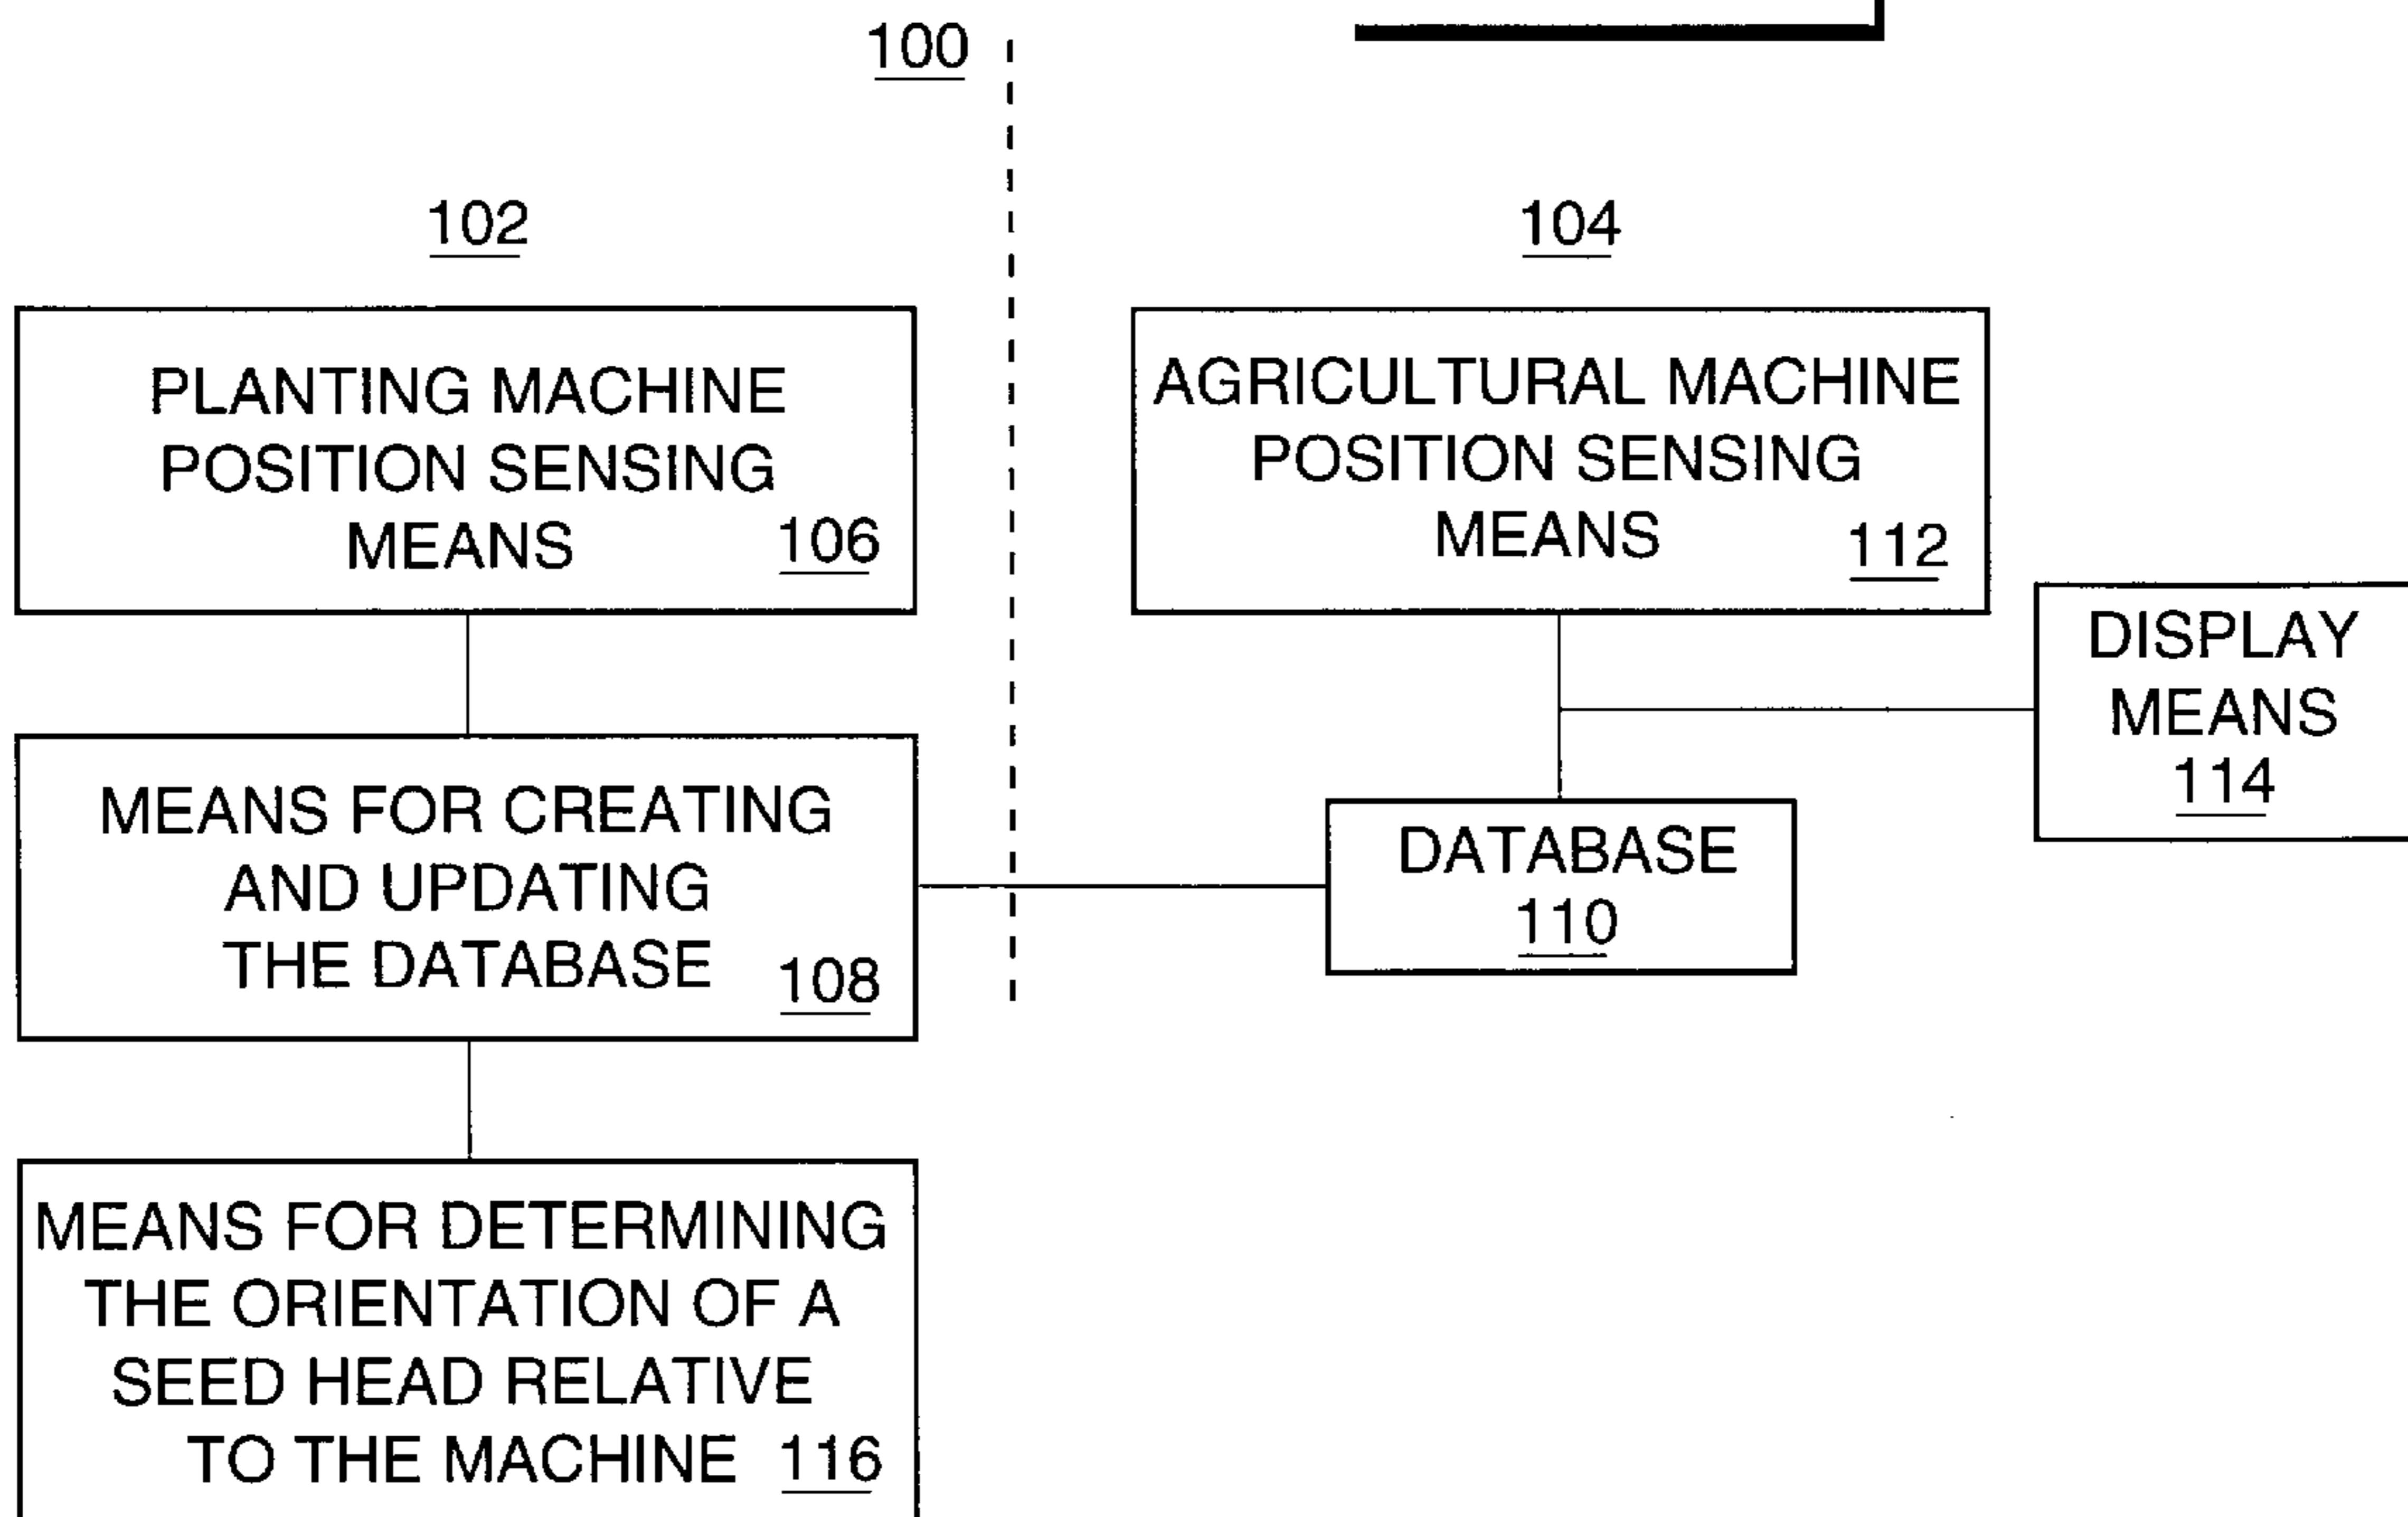 100
102
PLANTING MACHINE
POSITION SENSING
MEANS 106
MEANS FOR CREATING
AND UPDATING
THE DATABASE 108
MEANS FOR DETERMINING
THE ORIENTATION OF A
SEED HEAD RELATIVE
TO THE MACHINE 116
104
AGRICULTURAL MACHINE
POSITION SENSING
MEANS 112
DATABASE
110
DISPLAY
MEANS
114